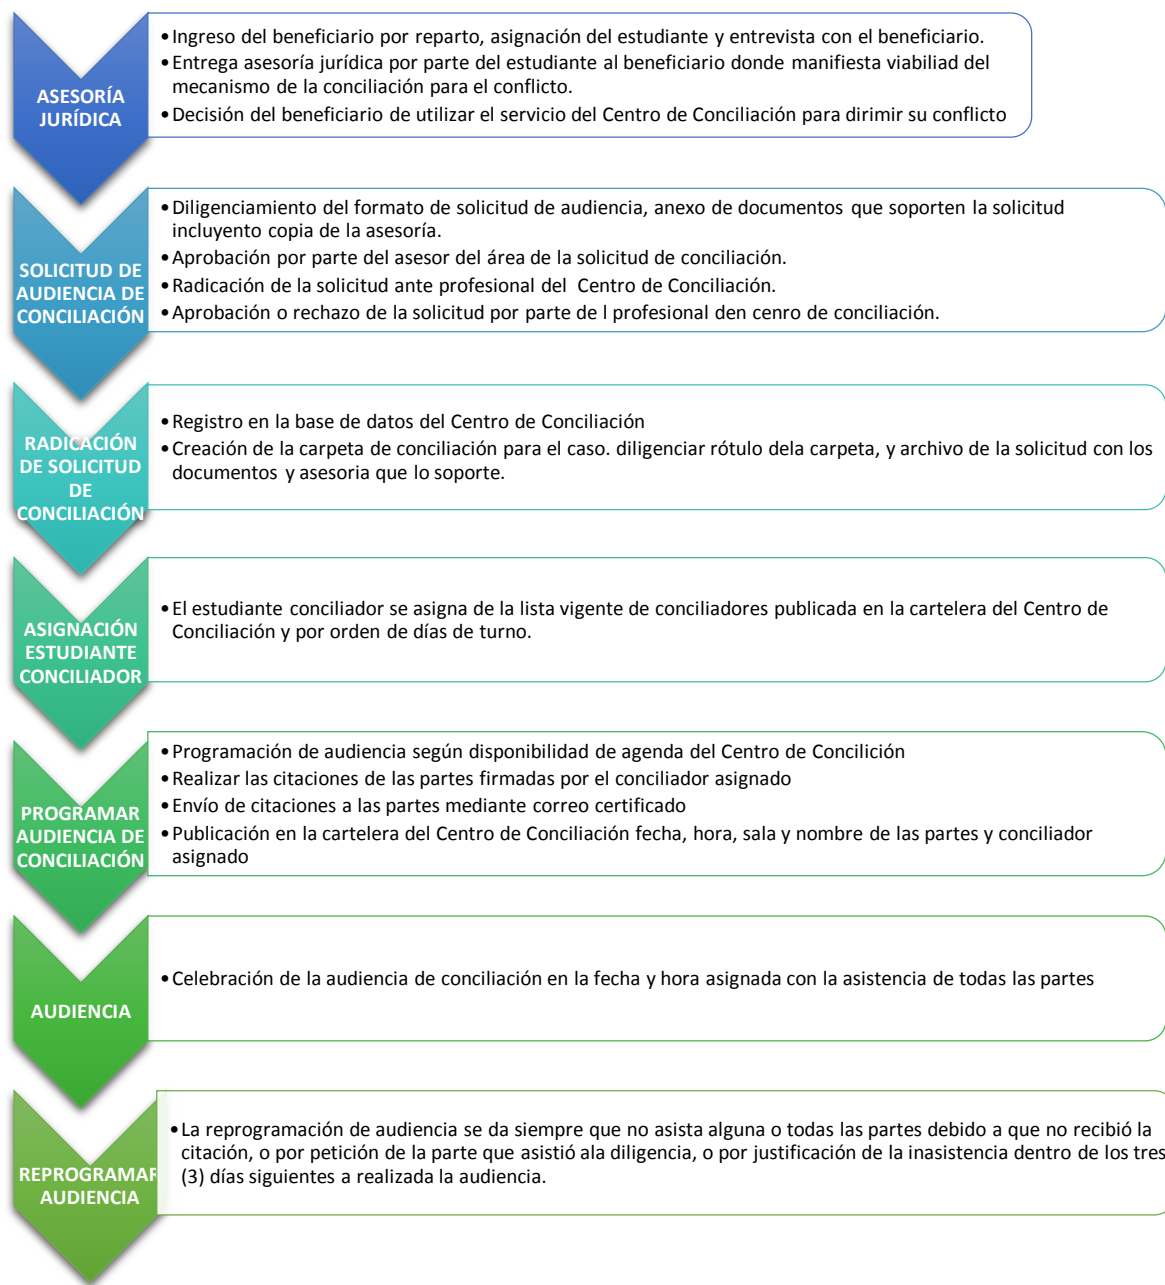 ASESORÍA
JURÍDICA
•Ingreso del beneficiario por reparto, asignación del estudiante y entrevista con el beneficiario.
•Entrega asesoría jurídica por parte del estudiante al beneficiario donde manifiesta viabiliad del
mecanismo de la conciliación para el conflicto.
•Decisión del beneficiario de utilizar el servicio del Centro de Conciliación para dirimir su conflicto
SOLICITUD DE
AUDIENCIA DE
CONCILIACIÓN
•Diligenciamiento del formato de solicitud de audiencia, anexo de documentos que soporten la solicitud
incluyento copia de la asesoría.
•Aprobación por parte del asesor del área de la solicitud de conciliación.
•Radicación de la solicitud ante profesional del Centro de Conciliación.
•Aprobación o rechazo de la solicitud por parte de l profesional den cenro de conciliación.
RADICACIÓN
DE SOLICITUD
DE
CONCILIACIÓN
•Registro en la base de datos del Centro de Conciliación
•Creación de la carpeta de conciliación para el caso. diligenciar rótulo dela carpeta, y archivo de la solicitud con los
documentos y asesoria que lo soporte.
ASIGNACIÓN
ESTUDIANTE
CONCILIADOR
•El estudiante conciliador se asigna de la lista vigente de conciliadores publicada en la cartelera del Centro de
Conciliación y por orden de días de turno.
PROGRAMAR
AUDIENCIA DE
CONCILIACIÓN
•Programación de audiencia según disponibilidad de agenda del Centro de Concilición
•Realizar las citaciones de las partes firmadas por el conciliador asignado
•Envío de citaciones a las partes mediante correo certificado
•Publicación en la cartelera del Centro de Conciliación fecha, hora, sala y nombre de las partes y conciliador
asignado
AUDIENCIA
•Celebración de la audiencia de conciliación en la fecha y hora asignada con la asistencia de todas las partes
REPROGRAMAR
AUDIENCIA
•La reprogramación de audiencia se da siempre que no asista alguna o todas las partes debido a que no recibió la
citación, o por petición de la parte que asistió ala diligencia, o por justificación de la inasistencia dentro de los tres
(3) días siguientes a realizada la audiencia.